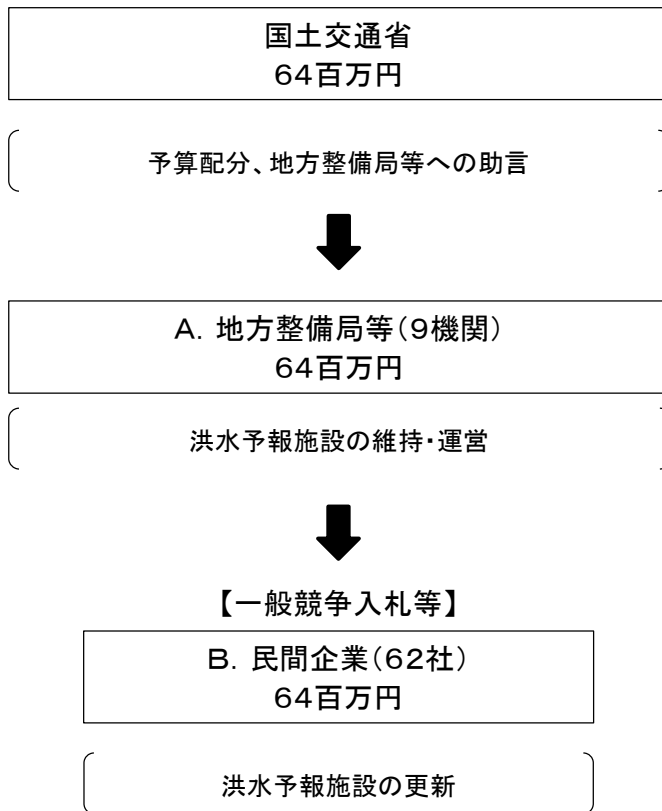 国土交通省
64百万円
予算配分、地方整備局等への助言
A．地方整備局等（9機関）
64百万円
洪水予報施設の維持・運営
【一般競争入札等】
B．民間企業（62社）
64百万円
洪水予報施設の更新